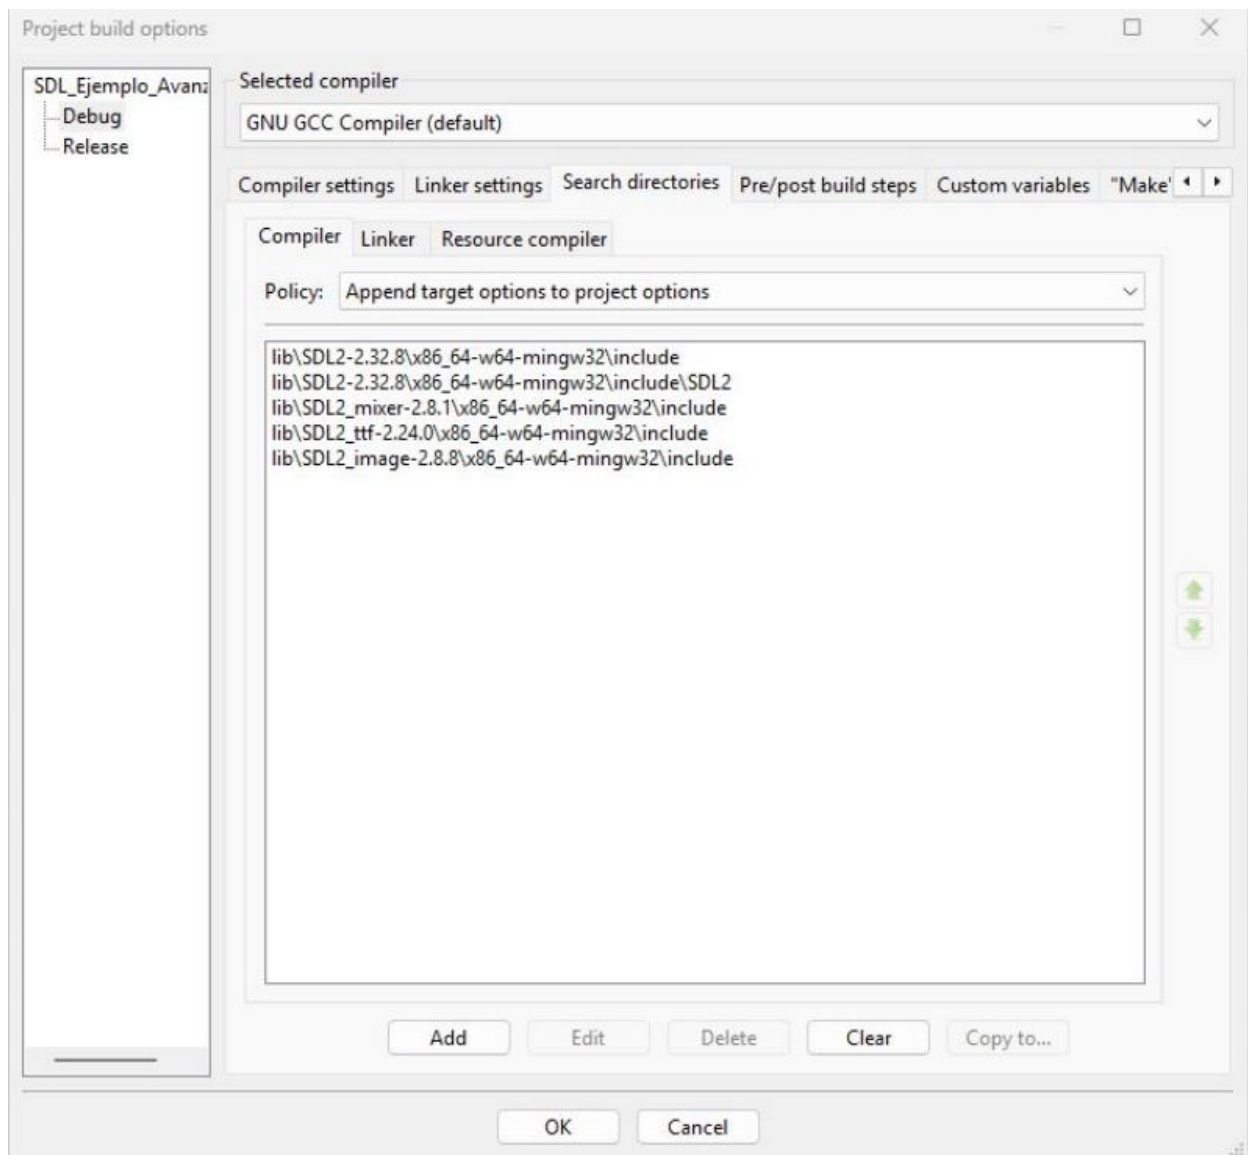 Project build options
SDL_Ejemplo_Avanz
Debug
Release
Selected compiler
GNU GCC Compiler (default)
Compiler settings Linker settings Search directories Pre/post build steps Custom variables "Make"
Compiler Linker Resource compiler
Policy: Append target options to project options
lib\SDL2-2.32.8\x86_64-w64-mingw32\include
lib\SDL2-2.32.8\x86_64-w64-mingw32\include\SDL2
lib\SDL2_mixer-2.8.1\x86_64-w64-mingw32\include
lib\SDL2_ttf-2.24.0\x86_64-w64-mingw32\include
lib\SDL2_image-2.8.8\x86_64-w64-mingw32\include
Add Edit Delete Clear Copy to...
OK Cancel